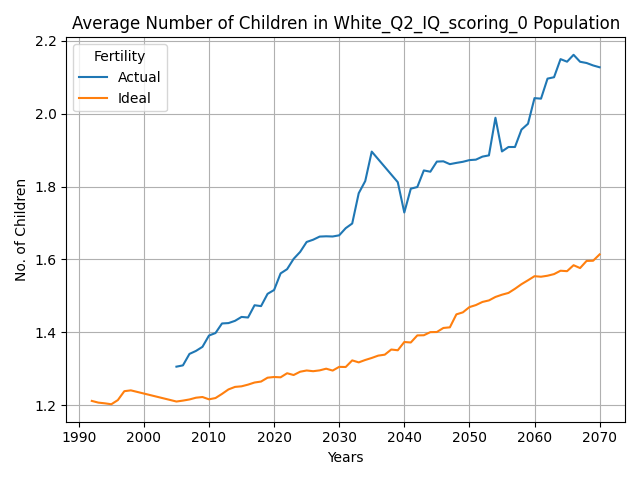 Average Number of Children in White_Q2_IQ_scoring_0 Population
Fertility
Actual
Ideal
No. of Children
2.2
2.0
1.8
1.6
1.4
1.2
1990 2000 2010 2020 2030 2040 2050 2060 2070
Years